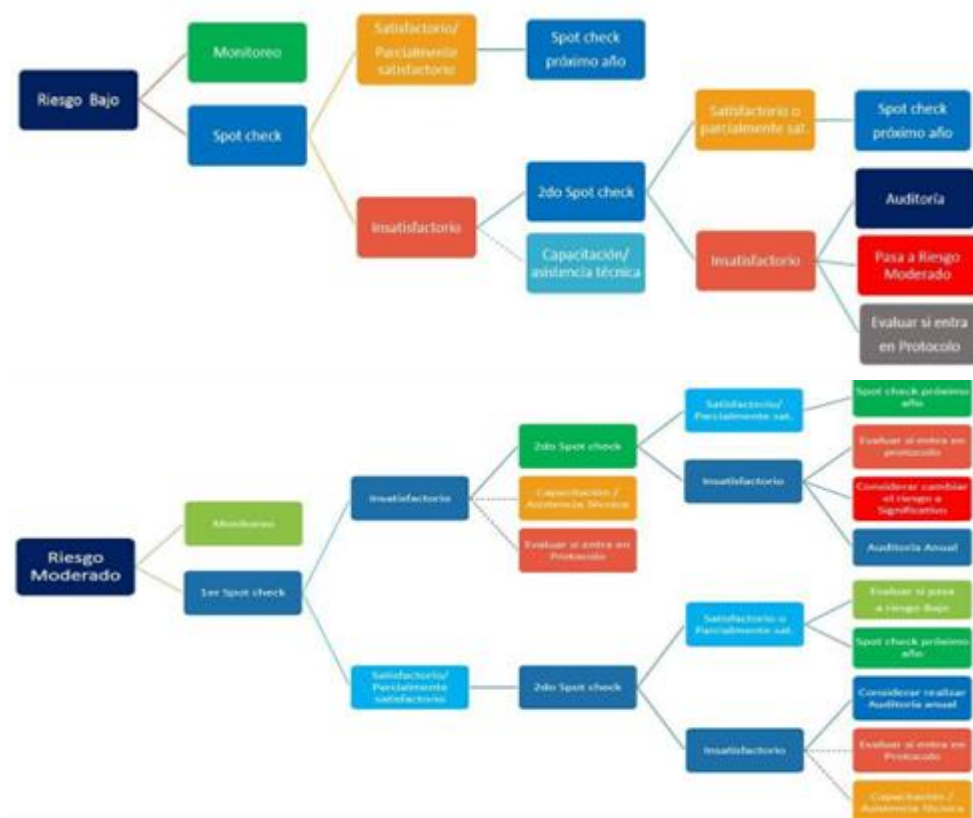 Riesgo Bajo
Monitoreo
Spot check
Satisfactorio/
Parcialmente
satisfactorio
Insatisfactorio
Spot check
próximo año
2do Spot check
Capacitación/
asistencia técnica
Satisfactorio o
parcialmente sat.
Insatisfactorio
Spot check
próximo año
Auditoría
Pasa a Riesgo
Moderado
Evaluar si entra
en Protocolo
Riesgo
Moderado
Monitoreo
1er Spot check
Insatisfactorio
Satisfactorio/
Parcialmente
satisfactorio
2do Spot check
Capacitación /
Asistencia Técnica
Evaluar si entra en
Protocolo
2do Spot check
Satisfactorio/
Parcialmente sat.
Insatisfactorio
Satisfactorio o
Parcialmente sat.
Insatisfactorio
Spot check próximo
año
Evaluar si entra en
protocolo
Considerar cambiar
el riesgo a
Significativo
Auditoría Anual
Evaluar si pasa
a riesgo Bajo
Spot check próximo
año
Considerar realizar
Auditoría anual
Evaluar si entra en
Protocolo
Capacitación /
Asistencia Técnica